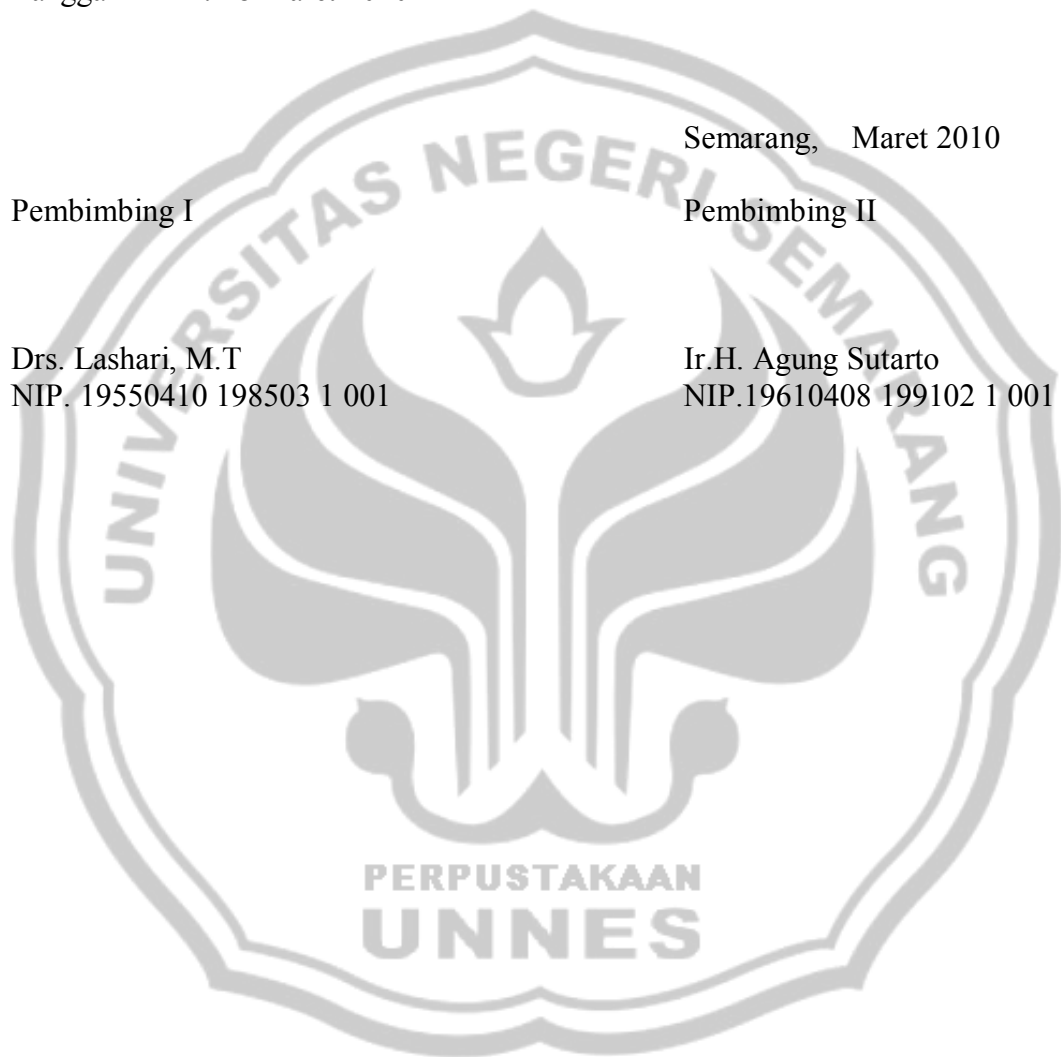 Semarang, Maret 2010
Pembimbing I Pembimbing II
Drs. Lashari, M.T Ir.H. Agung Sutarto
NIP. 19550410 198503 1 001 NIP.19610408 199102 1 001
UNIVERSITAS NEGERI SEMARANG
PERPUSTAKAAN
UNNES